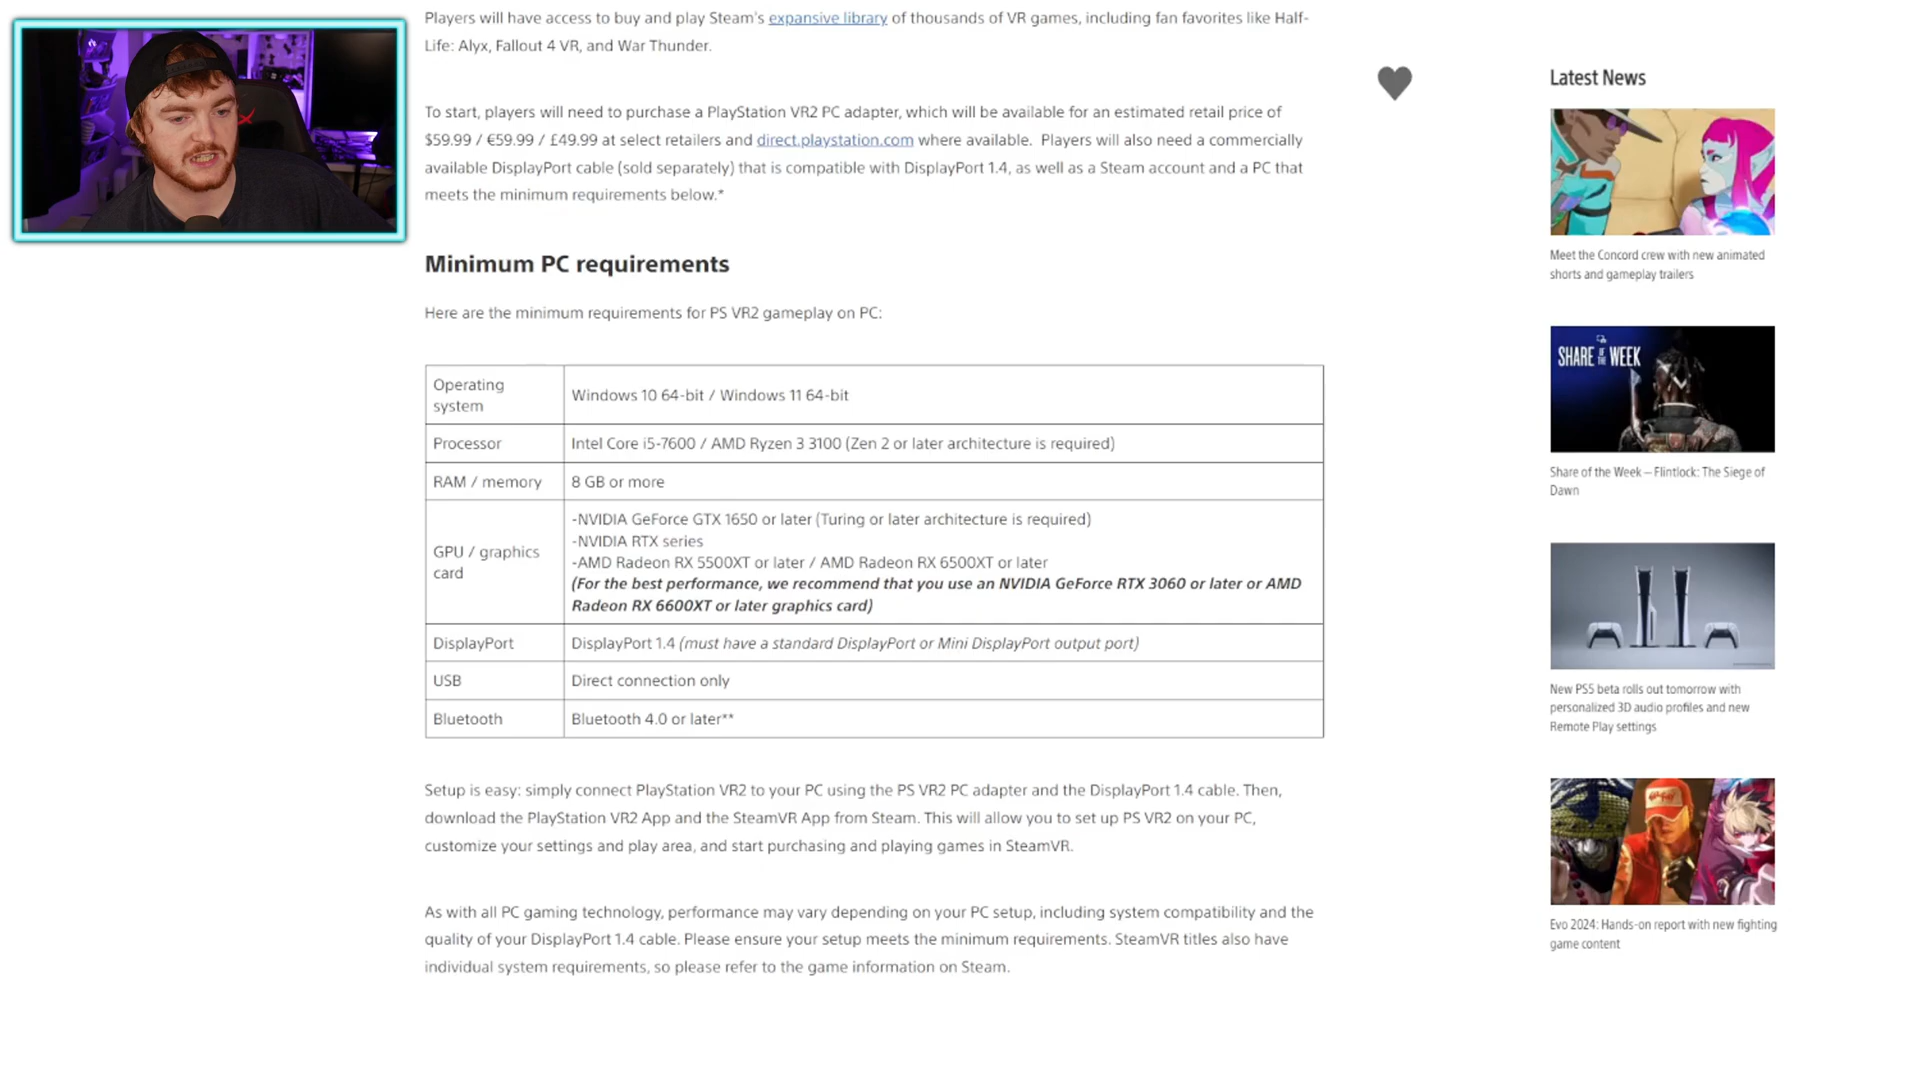 Players will have access to buy and play Steam's expansive library of thousands of VR games, including fan favorites like Half-
Life: Alyx, Fallout 4 VR, and War Thunder.
To start, players will need to purchase a PlayStation VR2 PC adapter, which will be available for an estimated retail price of
$59.99 / €59.99 / £49.99 at select retailers and direct.playstation.com where available. Players will also need a commercially
available DisplayPort cable (sold separately) that is compatible with DisplayPort 1.4, as well as a Steam account and a PC that
meets the minimum requirements below.*
Minimum PC requirements
Here are the minimum requirements for PS VR2 gameplay on PC:
Operating
system
Windows 10 64-bit / Windows 11 64-bit
Processor
Intel Core i5-7600 / AMD Ryzen 3 3100 (Zen 2 or later architecture is required)
RAM / memory
8 GB or more
GPU / graphics
card
-NVIDIA GeForce GTX 1650 or later (Turing or later architecture is required)
-NVIDIA RTX series
-AMD Radeon RX 5500XT or later / AMD Radeon RX 6500XT or later
(For the best performance, we recommend that you use an NVIDIA GeForce RTX 3060 or later or AMD
Radeon RX 6600XT or later graphics card)
DisplayPort
DisplayPort 1.4 (must have a standard DisplayPort or Mini DisplayPort output port)
USB
Direct connection only
Bluetooth
Bluetooth 4.0 or later**
Setup is easy: simply connect PlayStation VR2 to your PC using the PS VR2 PC adapter and the DisplayPort 1.4 cable. Then,
download the PlayStation VR2 App and the SteamVR App from Steam. This will allow you to set up PS VR2 on your PC,
customize your settings and play area, and start purchasing and playing games in SteamVR.
As with all PC gaming technology, performance may vary depending on your PC setup, including system compatibility and the
quality of your DisplayPort 1.4 cable. Please ensure your setup meets the minimum requirements. SteamVR titles also have
individual system requirements, so please refer to the game information on Steam.
Latest News
Meet the Concord crew with new animated
shorts and gameplay trailers
SHARE OF THE WEEK
Share of the Week – Flintlock: The Siege of
Dawn
New PS5 beta rolls out tomorrow with
personalized 3D audio profiles and new
Remote Play settings
Evo 2024: Hands-on report with new fighting
game content